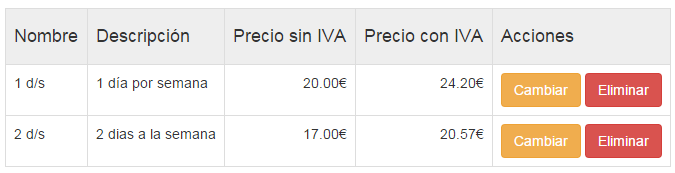 Nombre Descripción Precio sin IVA Precio con IVA Acciones
1 d/s 1 día por semana 20.00€ 24.20€ Cambiar Eliminar
2 d/s 2 dias a la semana 17.00€ 20.57€ Cambiar Eliminar